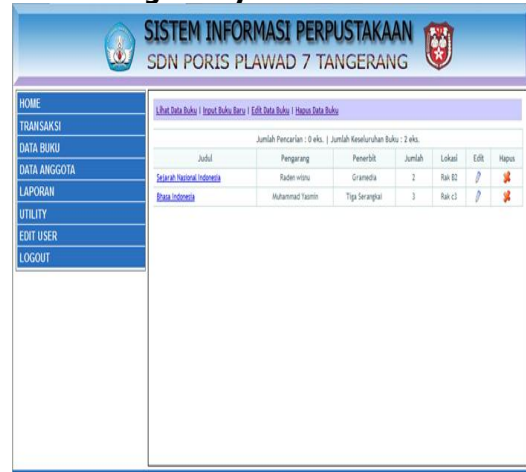 SISTEM INFORMASI PERPUSTAKAAN
SDN PORIS PLAWAD 7 TANGERANG
HOME
TRANSAKSI
DATA BUKU
DATA ANGGOTA
LAPORAN
UTILITY
EDIT USER
LOGOUT
Lihat Data Buku | Input Buku Baru | Edit Data Buku | Hapus Data Buku
Jumlah Pencarian : 0 eks. | Jumlah Keseluruhan Buku : 2 eks.
Judul Pengarang Penerbit Jumlah Lokasi Edit Hapus
Sejarah Nasional Indonesia Raden wisnu Gramedia 2 Rak B2
Bhasa Indonesia Muhammad Yasmin Tiga Serangkai 3 Rak c3